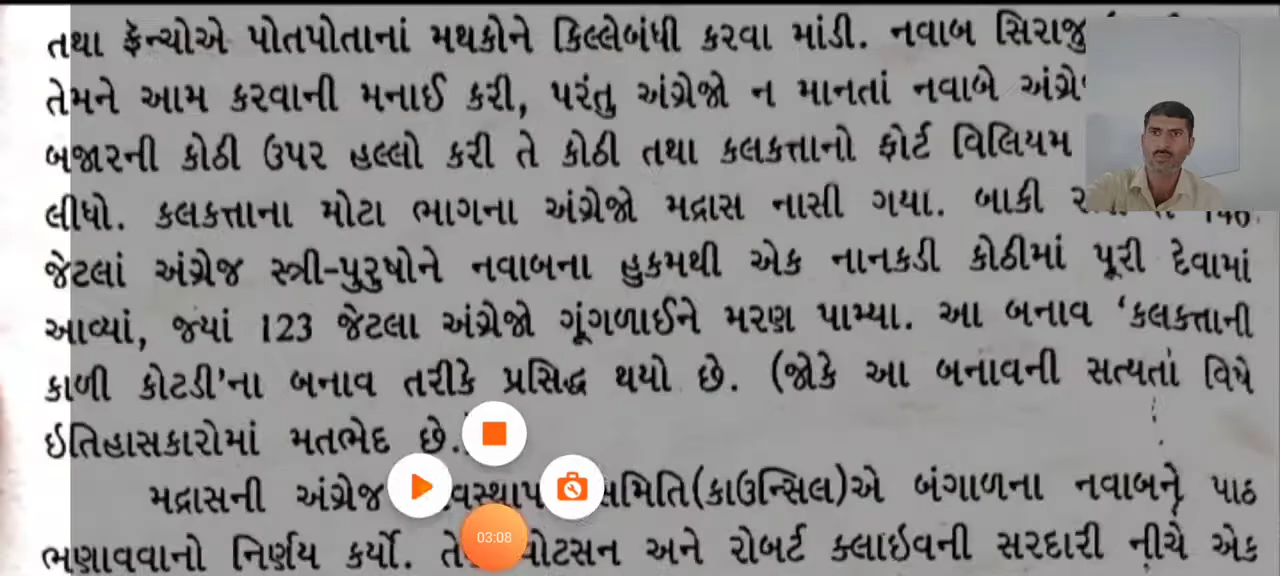 તથા ફ્રેન્ચોએ પોતપોતાનાં મથકોને કિલ્લેબંધી કરવા માંડી. નવાબ
તેમને આમ કરવાની મનાઈ કરી, પરંતુ અંગ્રેજો ન માનતાં નવાબે
બજારની કોઠી ઉપર હલ્લો કરી તે કોઠી તથા કલકત્તાનો ફોર્ટ વિલિયમ
લીધો. કલકત્તાના મોટા ભાગના અંગ્રેજો મદ્રાસ નાસી ગયા. બાકી
જેટલાં અંગ્રેજ સ્ત્રી-પુરુષોને નવાબના હુકમથી એક નાનકડી કોઠીમાં પૂરી દેવામાં
આવ્યાં, જ્યાં 123 જેટલા અંગ્રેજો ગૂંગળાઈને મરણ પામ્યા. આ બનાવ ‘કલકત્તાની
કાળી કોટડી’ના બનાવ તરીકે પ્રસિદ્ધ થયો છે. (જોકે આ બનાવની સત્યતા વિષે
ઇતિહાસકારોમાં મતભેદ છે.
મદ્રાસની અંગ્રેજ સમિતિ(કાઉન્સિલ)એ બંગાળના નવાબને પાઠ
ભણાવવાનો નિર્ણય કર્યો. વોટસન અને રોબર્ટ ક્લાઇવની સરદારી નીચે એક
03:08